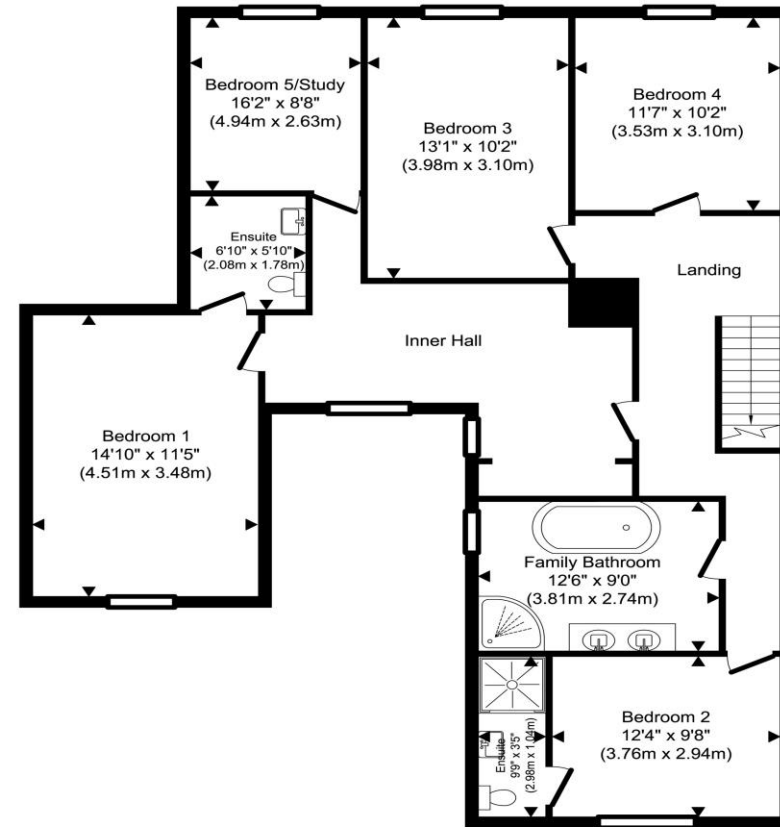 Bedroom 5/Study
16'2" x 8'8"
(4.94m x 2.63m)
Bedroom 3
13'1" x 10'2"
(3.98m x 3.10m)
Bedroom 4
11'7" x 10'2"
(3.53m x 3.10m)
Ensuite
6'10" x 5'10"
(2.08m x 1.78m)
Landing
Inner Hall
Bedroom 1
14'10" x 11'5"
(4.51m x 3.48m)
Family Bathroom
12'6" x 9'0"
(3.81m x 2.74m)
Ensuite
9'9" x 3'5"
(2.98m x 1.04m)
Bedroom 2
12'4" x 9'8"
(3.76m x 2.94m)